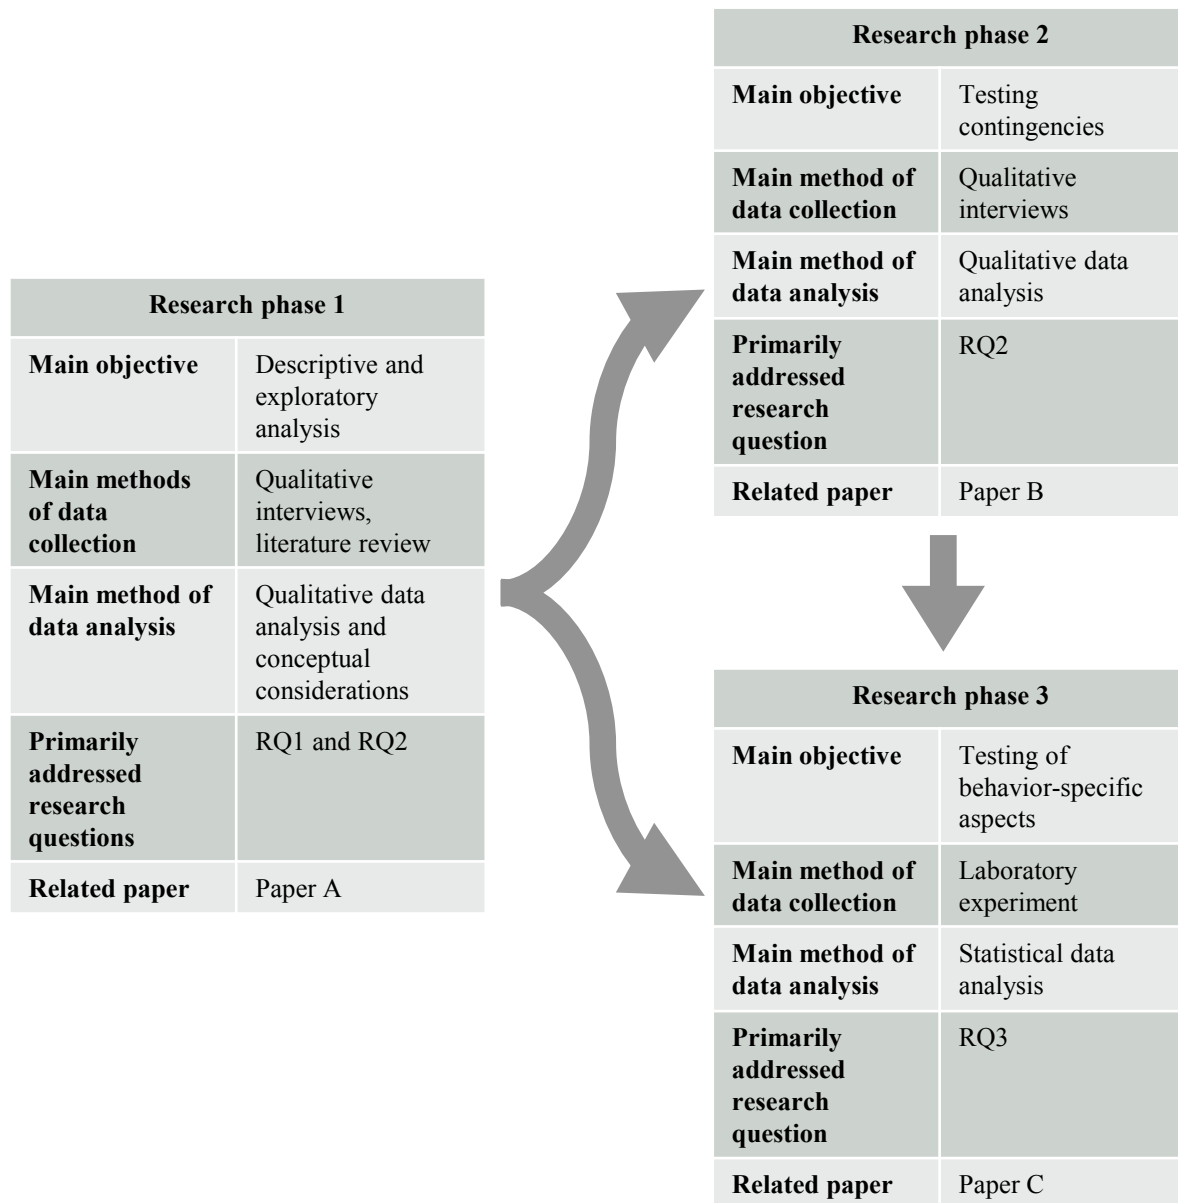 Research phase 1
Main objective
Descriptive and
exploratory
analysis
Main methods
of data
collection
Qualitative
interviews,
literature review
Main method of
data analysis
Qualitative data
analysis and
conceptual
considerations
Primarily
addressed
research
questions
RQ1 and RQ2
Related paper
Paper A
Research phase 2
Main objective
Testing
contingencies
Main method of
data collection
Qualitative
interviews
Main method of
data analysis
Qualitative data
analysis
Primarily
addressed
research
question
RQ2
Related paper
Paper B
Research phase 3
Main objective
Testing of
behavior-specific
aspects
Main method of
data collection
Laboratory
experiment
Main method of
data analysis
Statistical data
analysis
Primarily
addressed
research
question
RQ3
Related paper
Paper C